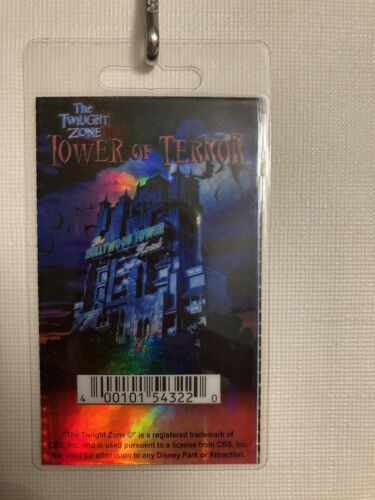 The
Twilight
Zone
Tower of Terror
The
Hollywood Tower
Hotel
4 00101 54322 0
"The Twilight Zone ®" is a registered trademark of
CBS, Inc. and is used pursuant to a license from CBS, Inc.
Not valid for admission to any Disney Park or Attraction.